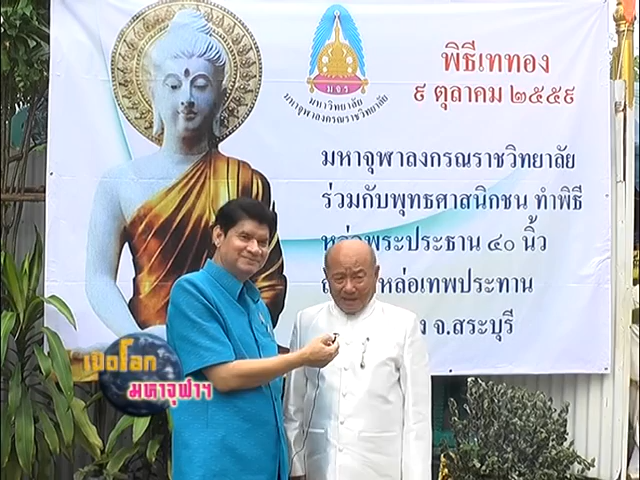 พิธีเททอง
๙ ตุลาคม ๒๕๕๙
ม จ ร
มหาวิทยาลัย
มหาจุฬาลงกรณราชวิทยาลัย
มหาจุฬาลงกรณราชวิทยาลัย
ร่วมกับพุทธศาสนิกชน ทำพิธี
หล่อพระประธาน ๔๐ นิ้ว
หล่อเทพประทาน
จ.สระบุรี
เปิดโลก
มหาจุฬาฯ